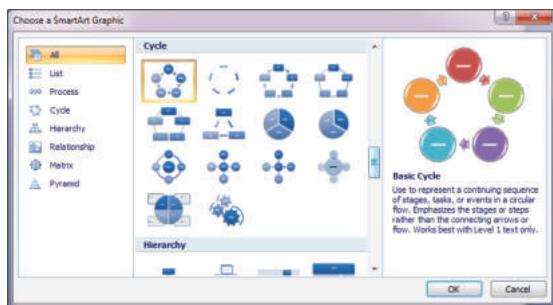 Choose a SmartArt Graphic
All
List
Process
Cycle
Hierarchy
Relationship
Matrix
Pyramid
Cycle
Hierarchy
Basic Cycle
Use to represent a continuing sequence
of stages, tasks, or events in a circular
flow. Emphasizes the stages or steps
rather than the connecting arrows or
flow. Works best with Level 1 text only.
OK
Cancel